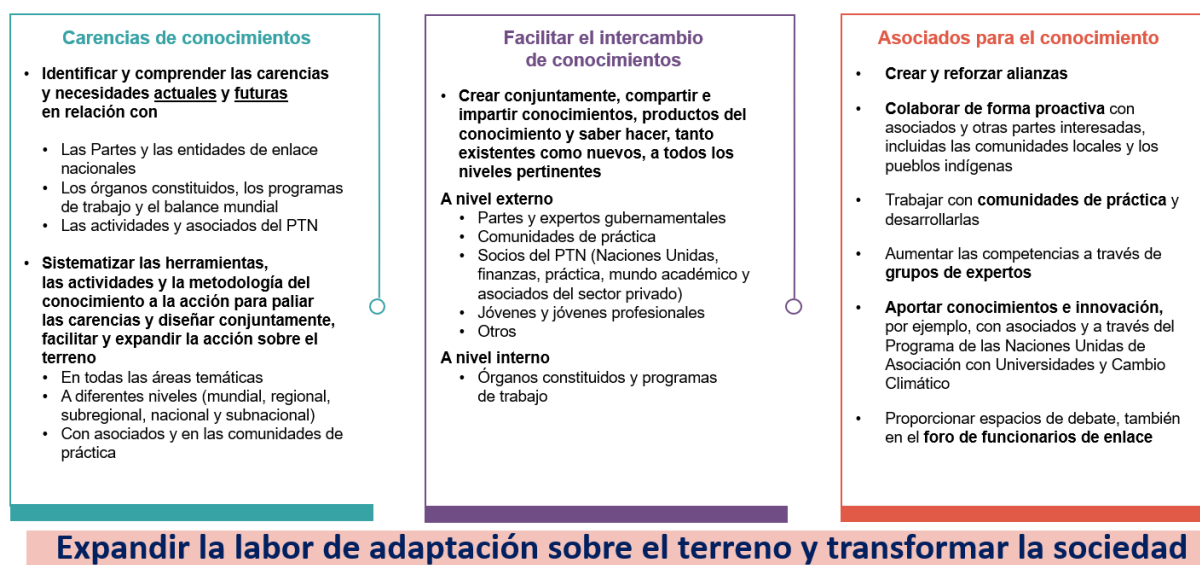 Carencias de conocimientos
• Identificar y comprender las carencias
y necesidades actuales y futuras
en relación con
• Las Partes y las entidades de enlace
nacionales
• Los órganos constituidos, los programas
de trabajo y el balance mundial
• Las actividades y asociados del PTN
• Sistematizar las herramientas,
las actividades y la metodología del
conocimiento a la acción para paliar
las carencias y diseñar conjuntamente,
facilitar y expandir la acción sobre el
terreno
• En todas las áreas temáticas
• A diferentes niveles (mundial, regional,
subregional, nacional y subnacional)
• Con asociados y en las comunidades de
práctica
Facilitar el intercambio
de conocimientos
• Crear conjuntamente, compartir e
impartir conocimientos, productos del
conocimiento y saber hacer, tanto
existentes como nuevos, a todos los
niveles pertinentes
A nivel externo
• Partes y expertos gubernamentales
• Comunidades de práctica
• Socios del PTN (Naciones Unidas,
finanzas, práctica, mundo académico y
asociados del sector privado)
• Jóvenes y jóvenes profesionales
• Otros
A nivel interno
• Órganos constituidos y programas
de trabajo
Asociados para el conocimiento
• Crear y reforzar alianzas
• Colaborar de forma proactiva con
asociados y otras partes interesadas,
incluidas las comunidades locales y los
pueblos indígenas
• Trabajar con comunidades de práctica y
desarrollarlas
• Aumentar las competencias a través de
grupos de expertos
• Aportar conocimientos e innovación,
por ejemplo, con asociados y a través del
Programa de las Naciones Unidas de
Asociación con Universidades y Cambio
Climático
• Proporcionar espacios de debate, también
en el foro de funcionarios de enlace
Expandir la labor de adaptación sobre el terreno y transformar la sociedad